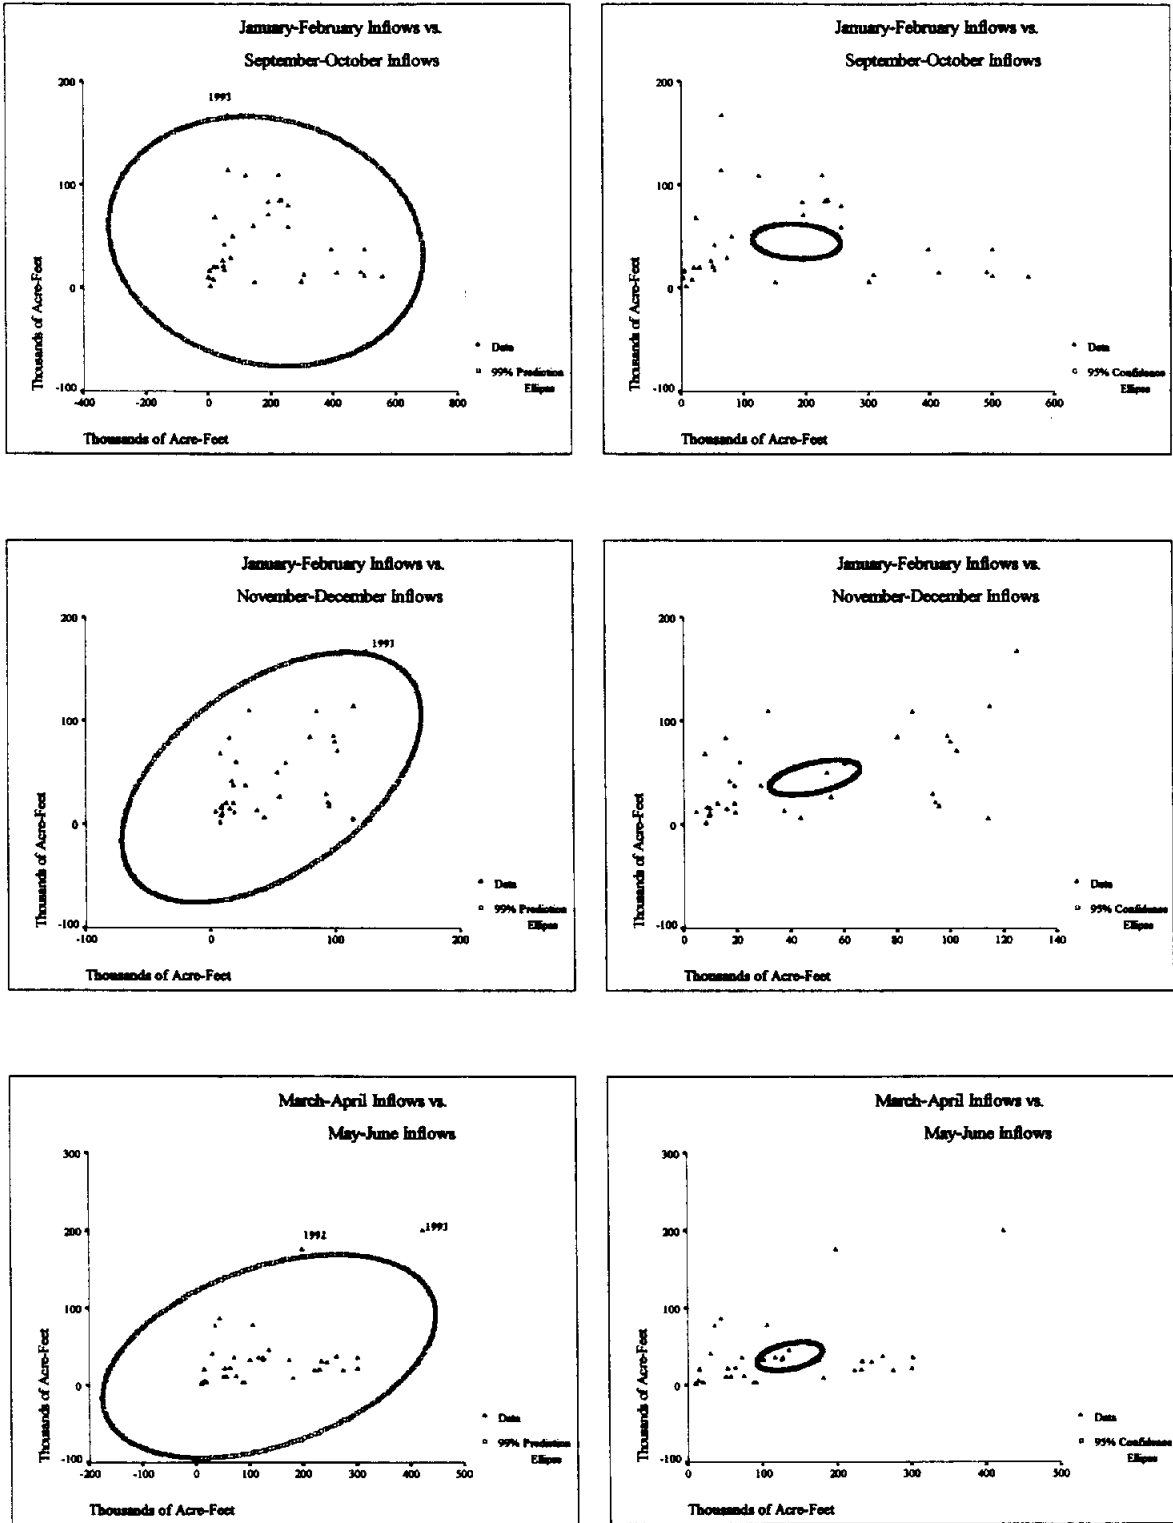 January-February Inflows vs.
September-October Inflows
200
1993
100
0
-100
-400
-200
0
200
400
600
800
Thousands of Acre-Feet
Thousands of Acre-Feet
Data
99% Prediction
Ellipse
January-February Inflows vs.
September-October Inflows
200
100
0
-100
0
100
200
300
400
500
600
Thousands of Acre-Feet
Thousands of Acre-Feet
Data
95% Confidence
Ellipse
January-February Inflows vs.
November-December Inflows
200
1993
100
0
-100
-100
0
100
200
Thousands of Acre-Feet
Thousands of Acre-Feet
Data
99% Prediction
Ellipse
January-February Inflows vs.
November-December Inflows
200
100
0
-100
0
20
40
60
80
100
120
140
Thousands of Acre-Feet
Thousands of Acre-Feet
Data
95% Confidence
Ellipse
March-April Inflows vs.
May-June Inflows
300
200
1992
1993
100
0
-100
-200
-100
0
100
200
300
400
500
Thousands of Acre-Feet
Thousands of Acre-Feet
Data
99% Prediction
Ellipse
March-April Inflows vs.
May-June Inflows
300
200
100
0
-100
0
100
200
300
400
500
Thousands of Acre-Feet
Thousands of Acre-Feet
Data
95% Confidence
Ellipse